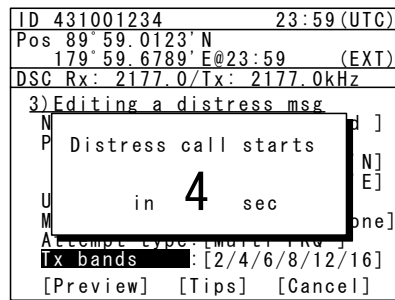 ID 431001234 23:59(UTC)
Pos 89°59.0123'N
179°59.6789'E@23:59 (EXT)
DSC Rx: 2177.0/Tx: 2177.0kHz
3)Editing a distress msg
N d ]
P
Distress call starts
N]
E]
in 4 sec
U
M one]
Attempt type:[Multi FRQ ]
Tx bands :[2/4/6/8/12/16]
[Preview] [Tips] [Cancel]